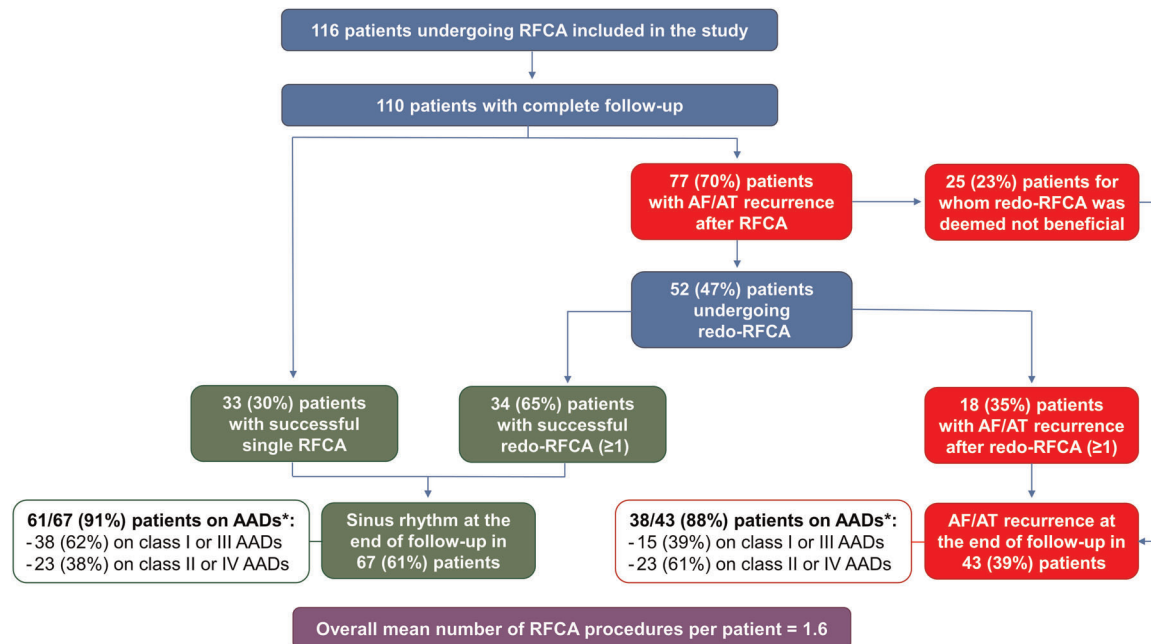 116 patients undergoing RFCA included in the study
110 patients with complete follow-up
77 (70%) patients
with AF/AT recurrence
after RFCA
25 (23%) patients for
whom redo-RFCA was
deemed not beneficial
52 (47%) patients
undergoing
redo-RFCA
33 (30%) patients
with successful
single RFCA
34 (65%) patients
with successful
redo-RFCA (≥1)
18 (35%) patients
with AF/AT recurrence
after redo-RFCA (≥1)
61/67 (91%) patients on AADs*:
-38 (62%) on class I or III AADs
-23 (38%) on class II or IV AADs
Sinus rhythm at the
end of follow-up in
67 (61%) patients
38/43 (88%) patients on AADs*:
-15 (39%) on class I or III AADs
-23 (61%) on class II or IV AADs
AF/AT recurrence at
the end of follow-up in
43 (39%) patients
Overall mean number of RFCA procedures per patient = 1.6